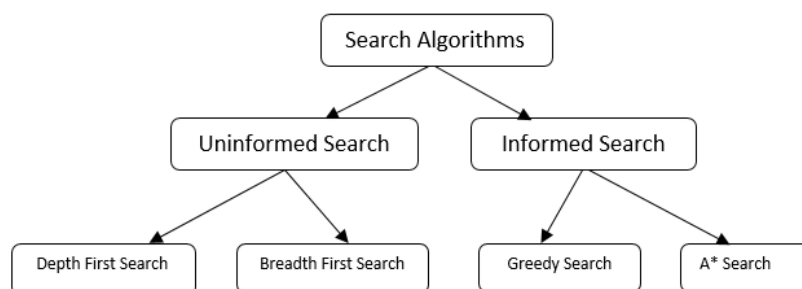 Search Algorithms
Uninformed Search
Informed Search
Depth First Search
Breadth First Search
Greedy Search
A* Search